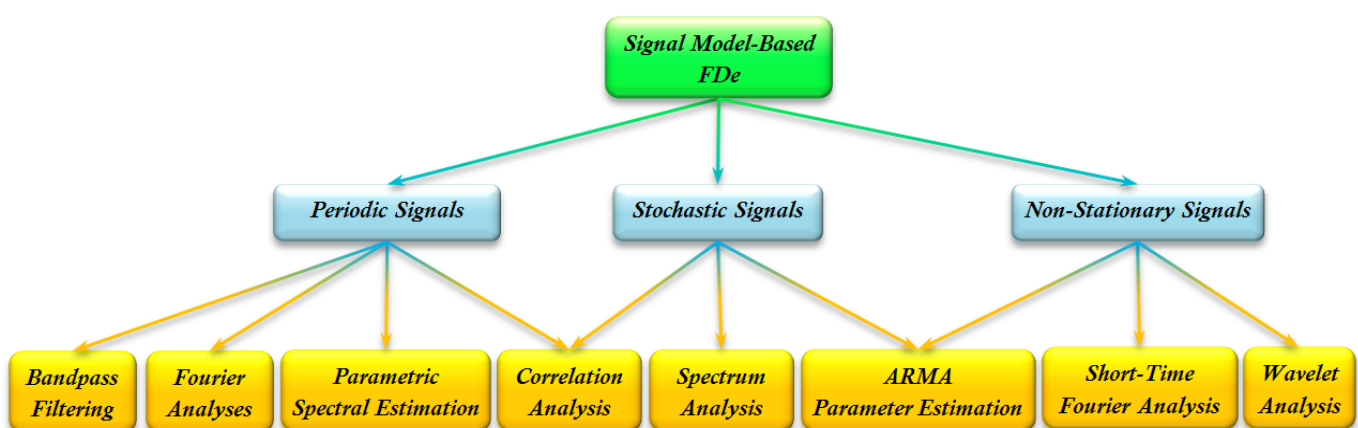 Signal Model-Based
FDe
Periodic Signals
Stochastic Signals
Non-Stationary Signals
Bandpass
Filtering
Fourier
Analyses
Parametric
Spectral Estimation
Correlation
Analysis
Spectrum
Analysis
ARMA
Parameter Estimation
Short-Time
Fourier Analysis
Wavelet
Analysis